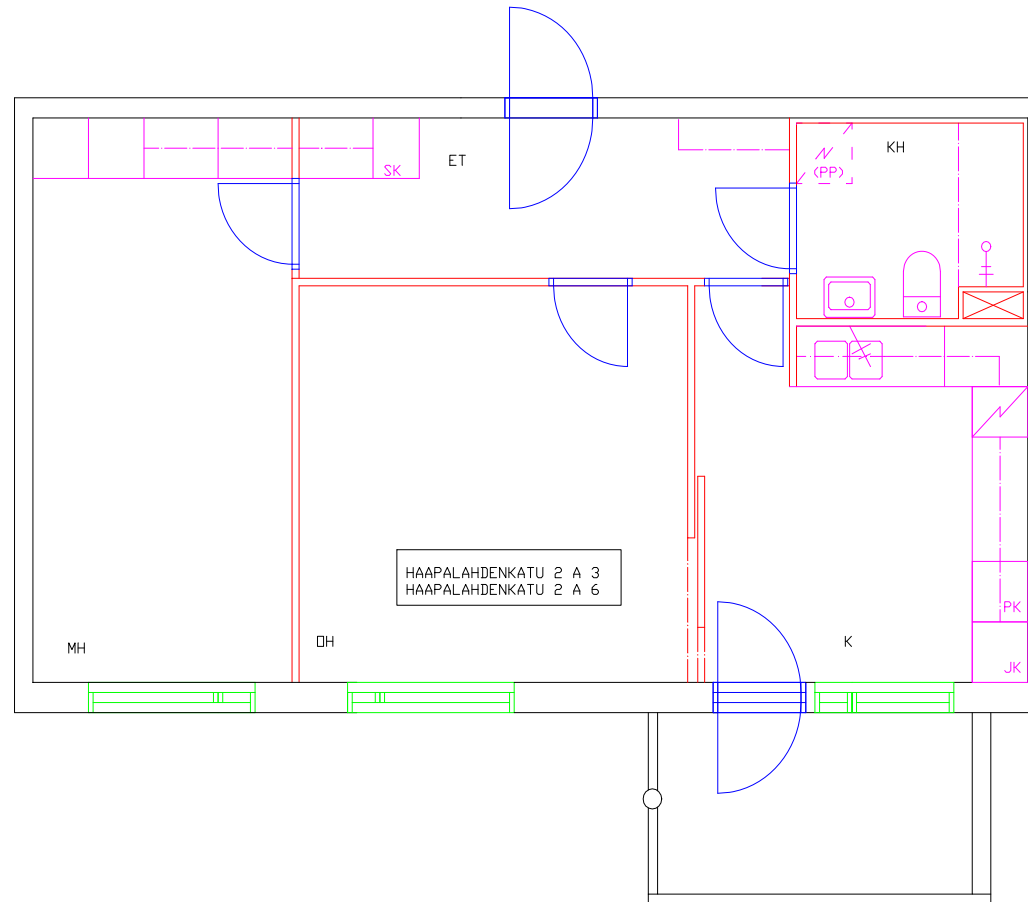 ET
KH
SK
(PP)
HAAPALAHDENKATU 2 A 3
HAAPALAHDENKATU 2 A 6
PK
MH
OH
K
JK